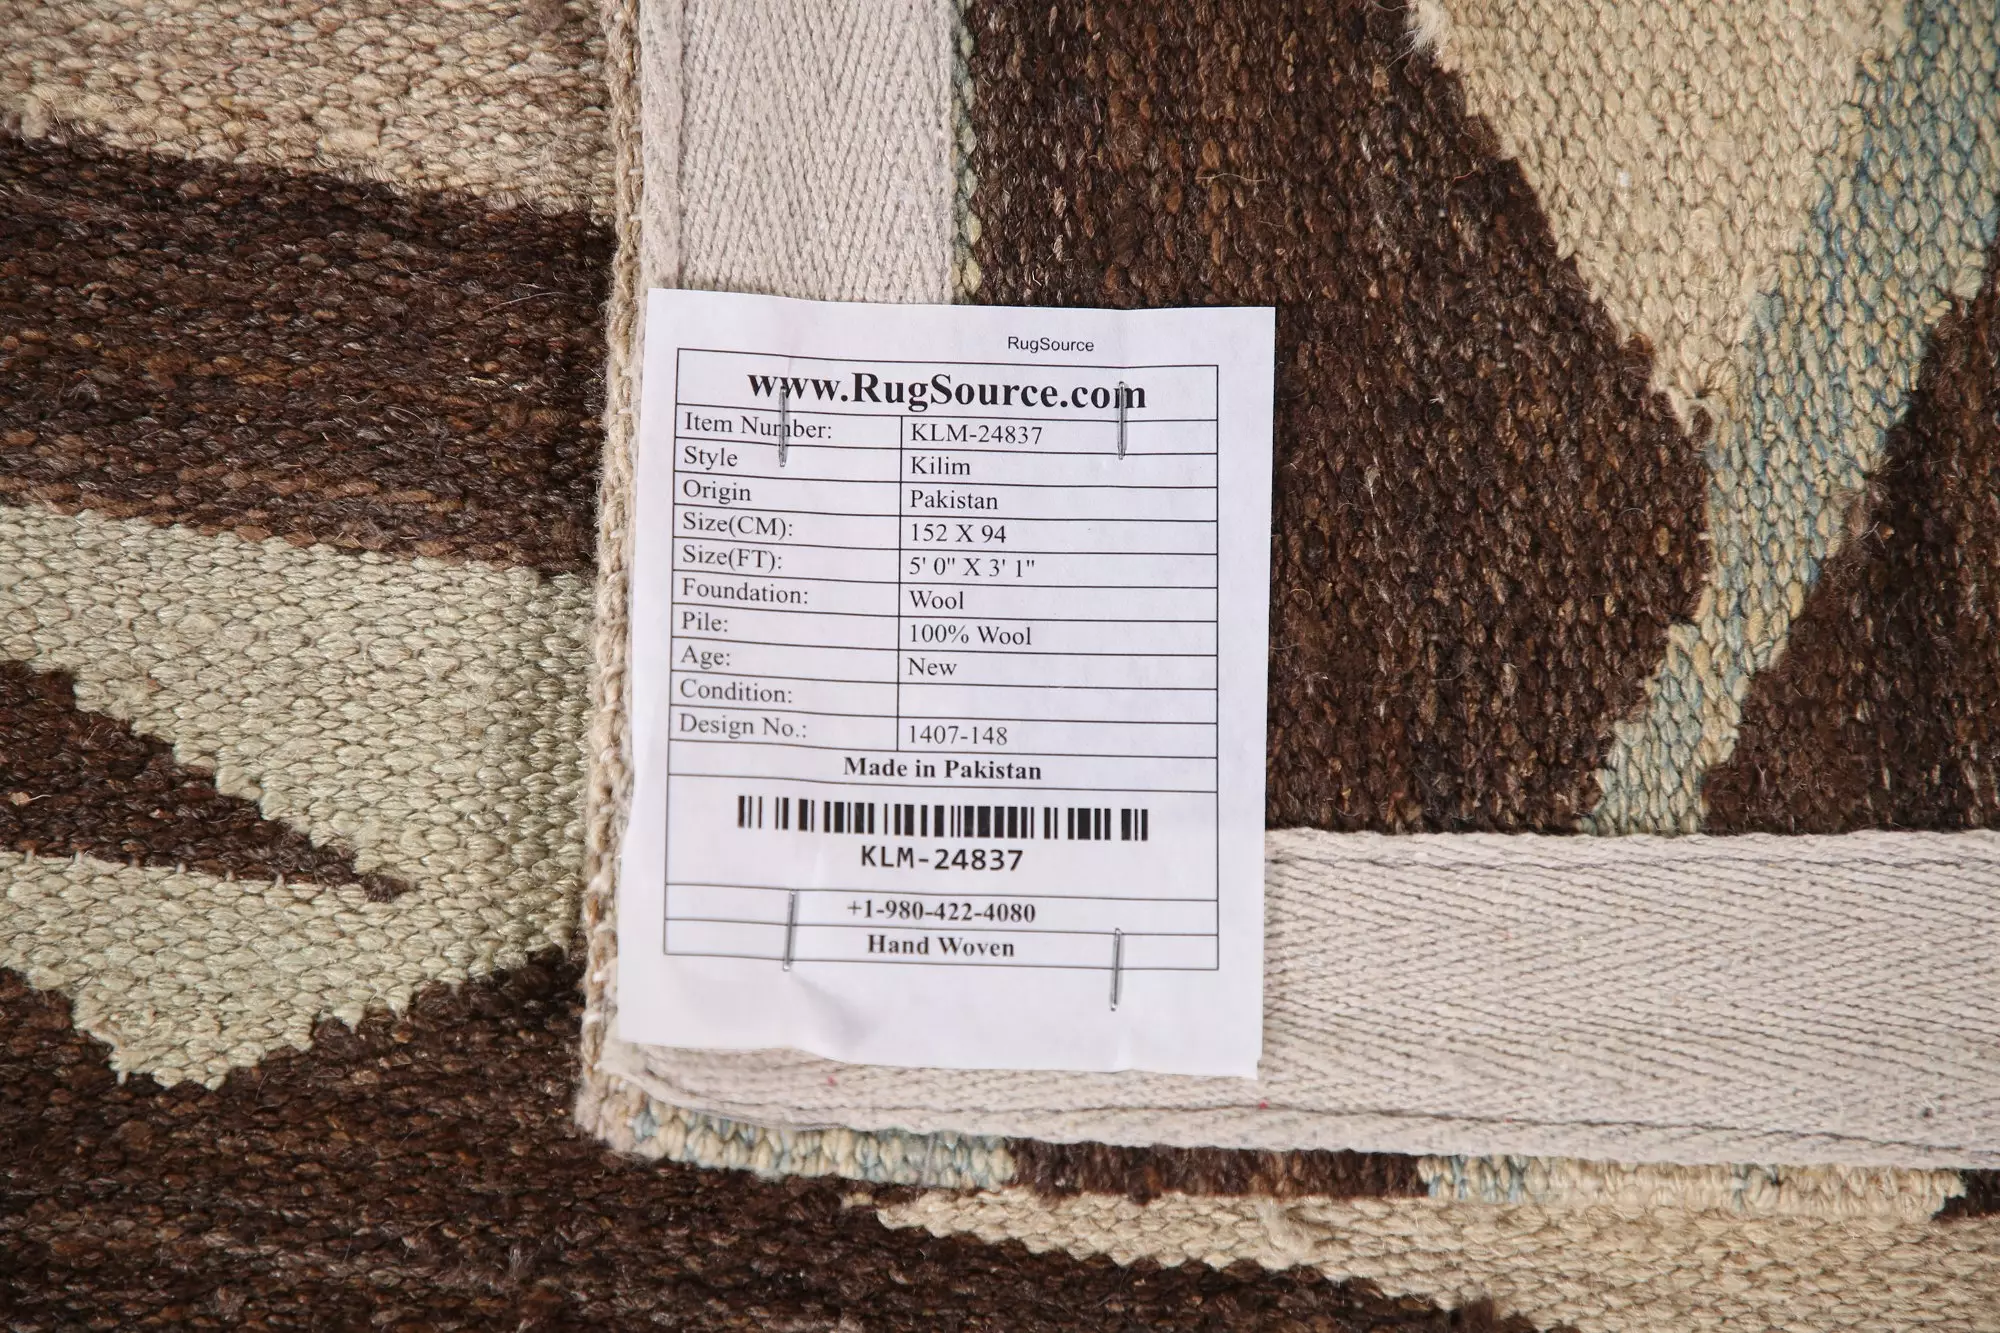 RugSource
www.RugSource.com
Item Number: KLM-24837
Style Kilim
Origin Pakistan
Size(CM): 152 X 94
Size(FT): 5' 0" X 3' 1"
Foundation: Wool
Pile: 100% Wool
Age: New
Condition:
Design No.: 1407-148
Made in Pakistan
KLM-24837
+1-980-422-4080
Hand Woven